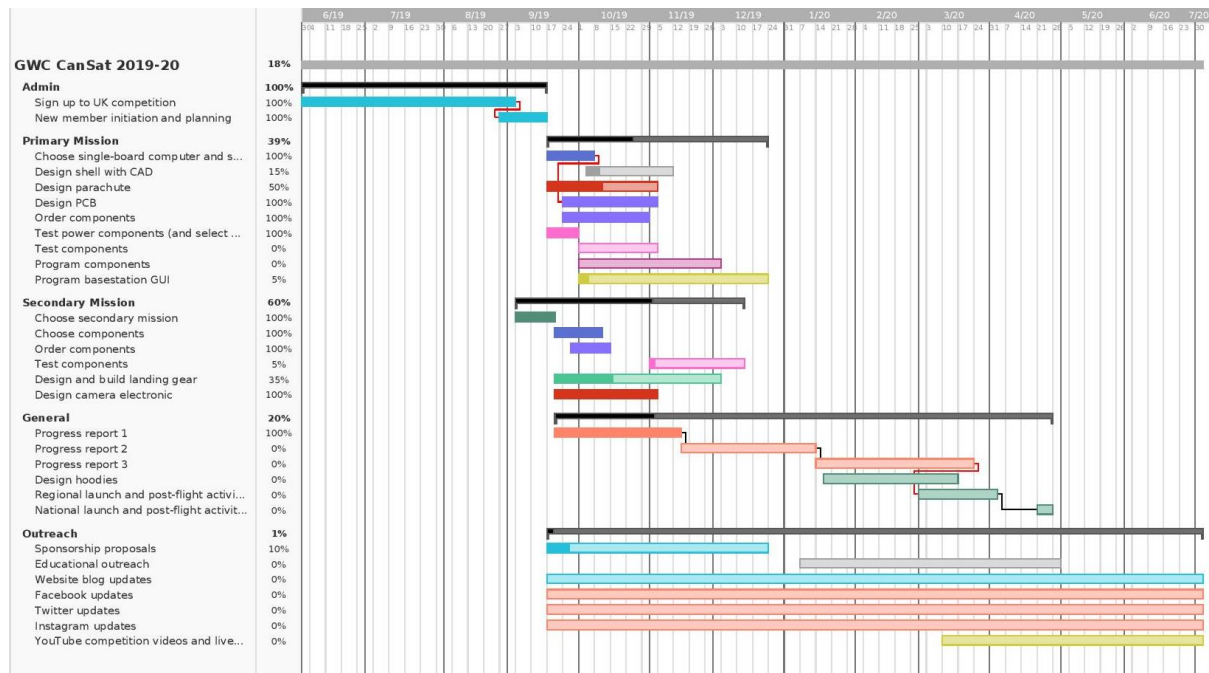 6/19 7/19 8/19 9/19 10/19 11/19 12/19 1/20 2/20 3/20 4/20 5/20 6/20 7/20
GWC CanSat 2019-20 18%
Admin 100%
Sign up to UK competition 100%
New member initiation and planning 100%
Primary Mission 39%
Choose single-board computer and s... 100%
Design shell with CAD 15%
Design parachute 50%
Design PCB 100%
Order components 100%
Test power components (and select ... 100%
Test components 0%
Program components 0%
Program basestation GUI 5%
Secondary Mission 60%
Choose secondary mission 100%
Choose components 100%
Order components 100%
Test components 5%
Design and build landing gear 35%
Design camera electronic 100%
General 20%
Progress report 1 100%
Progress report 2 0%
Progress report 3 0%
Design hoodies 0%
Regional launch and post-flight activi... 0%
National launch and post-flight activit... 0%
Outreach 1%
Sponsorship proposals 10%
Educational outreach 0%
Website blog updates 0%
Facebook updates 0%
Twitter updates 0%
Instagram updates 0%
YouTube competition videos and live... 0%